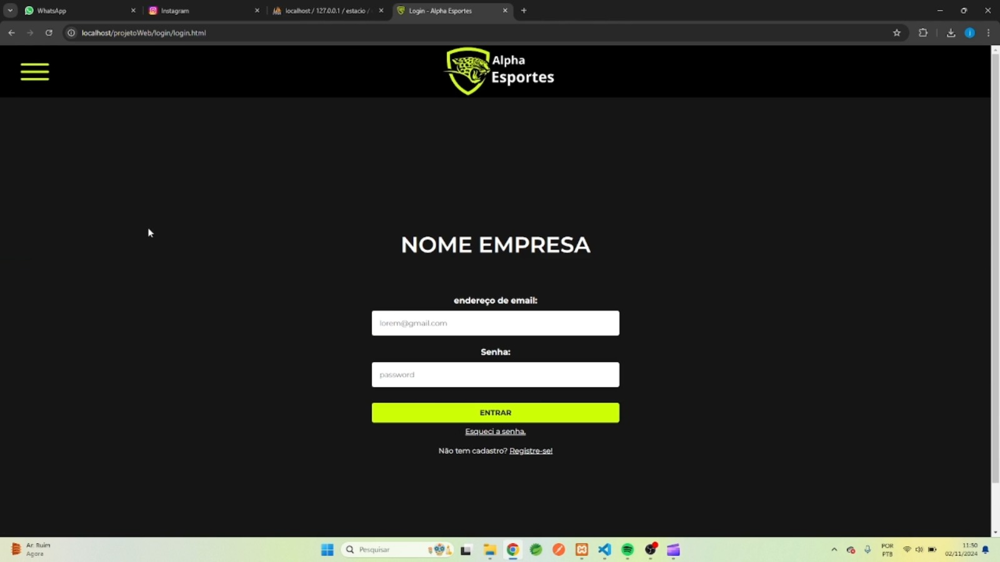 WhatsApp
Instagram
localhost / 127.0.0.1 / estacio /
Login - Alpha Esportes
localhost/projetoWeb/login/login.html
Alpha
Esportes
NOME EMPRESA
endereço de email:
lorem@gmail.com
Senha:
password
ENTRAR
Esqueci a senha.
Não tem cadastro? Registre-se!
Ar: Ruim
Agora
Pesquisar
POR
PTB
11:50
02/11/2024